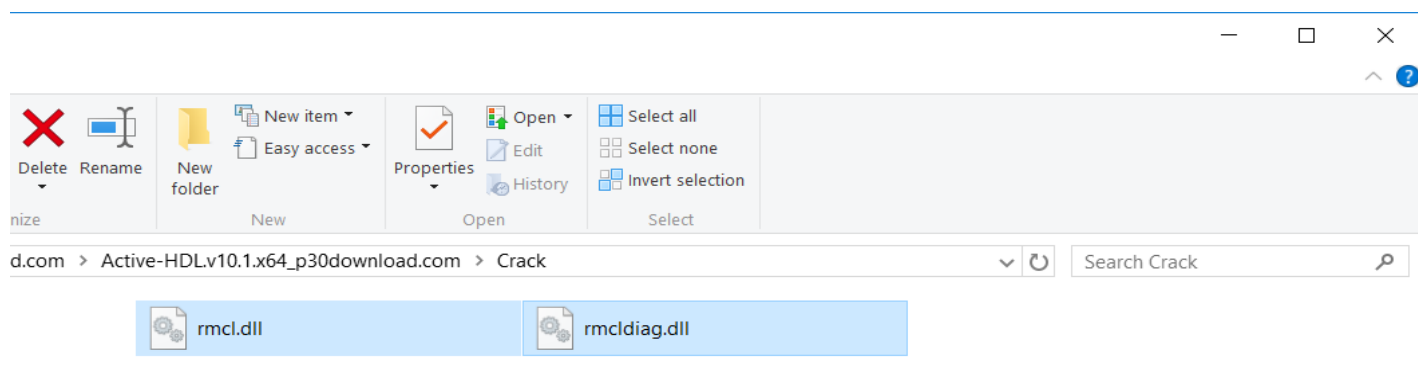 Delete
Rename
New
folder
New item
Easy access
Properties
Open
Edit
History
Select all
Select none
Invert selection
nize
New
Open
Select
d.com > Active-HDL.v10.1.x64_p30download.com > Crack
Search Crack
rmcl.dll
rmcldiag.dll